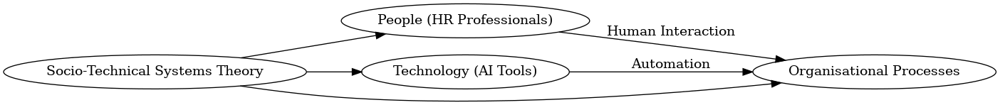 People (HR Professionals)
Human Interaction
Socio-Technical Systems Theory
Technology (AI Tools)
Automation
Organisational Processes